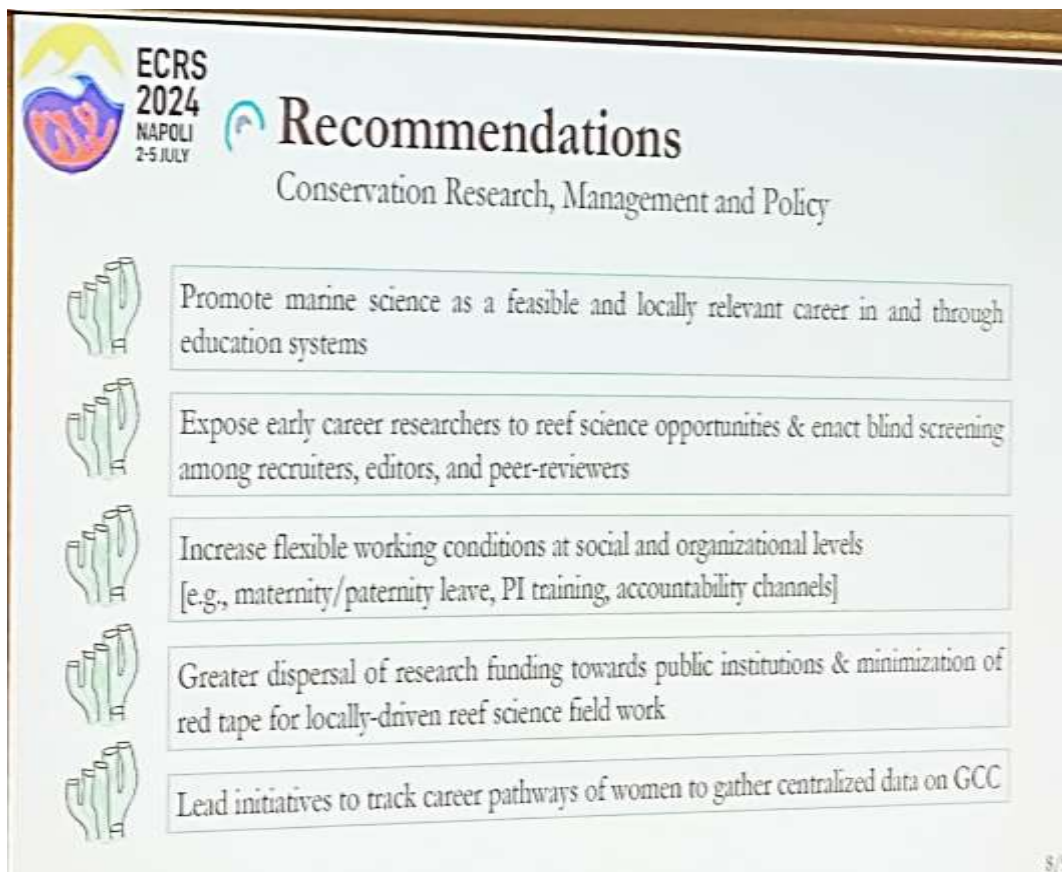 ECRS
2024
NAPOLI
2-5 JULY
Recommendations
Conservation Research, Management and Policy
Promote marine science as a feasible and locally relevant career in and through
education systems
Expose early career researchers to reef science opportunities & enact blind screening
among recruiters, editors, and peer-reviewers
Increase flexible working conditions at social and organizational levels
[e.g., maternity/paternity leave, PI training, accountability channels]
Greater dispersal of research funding towards public institutions & minimization of
red tape for locally-driven reef science field work
Lead initiatives to track career pathways of women to gather centralized data on GCC